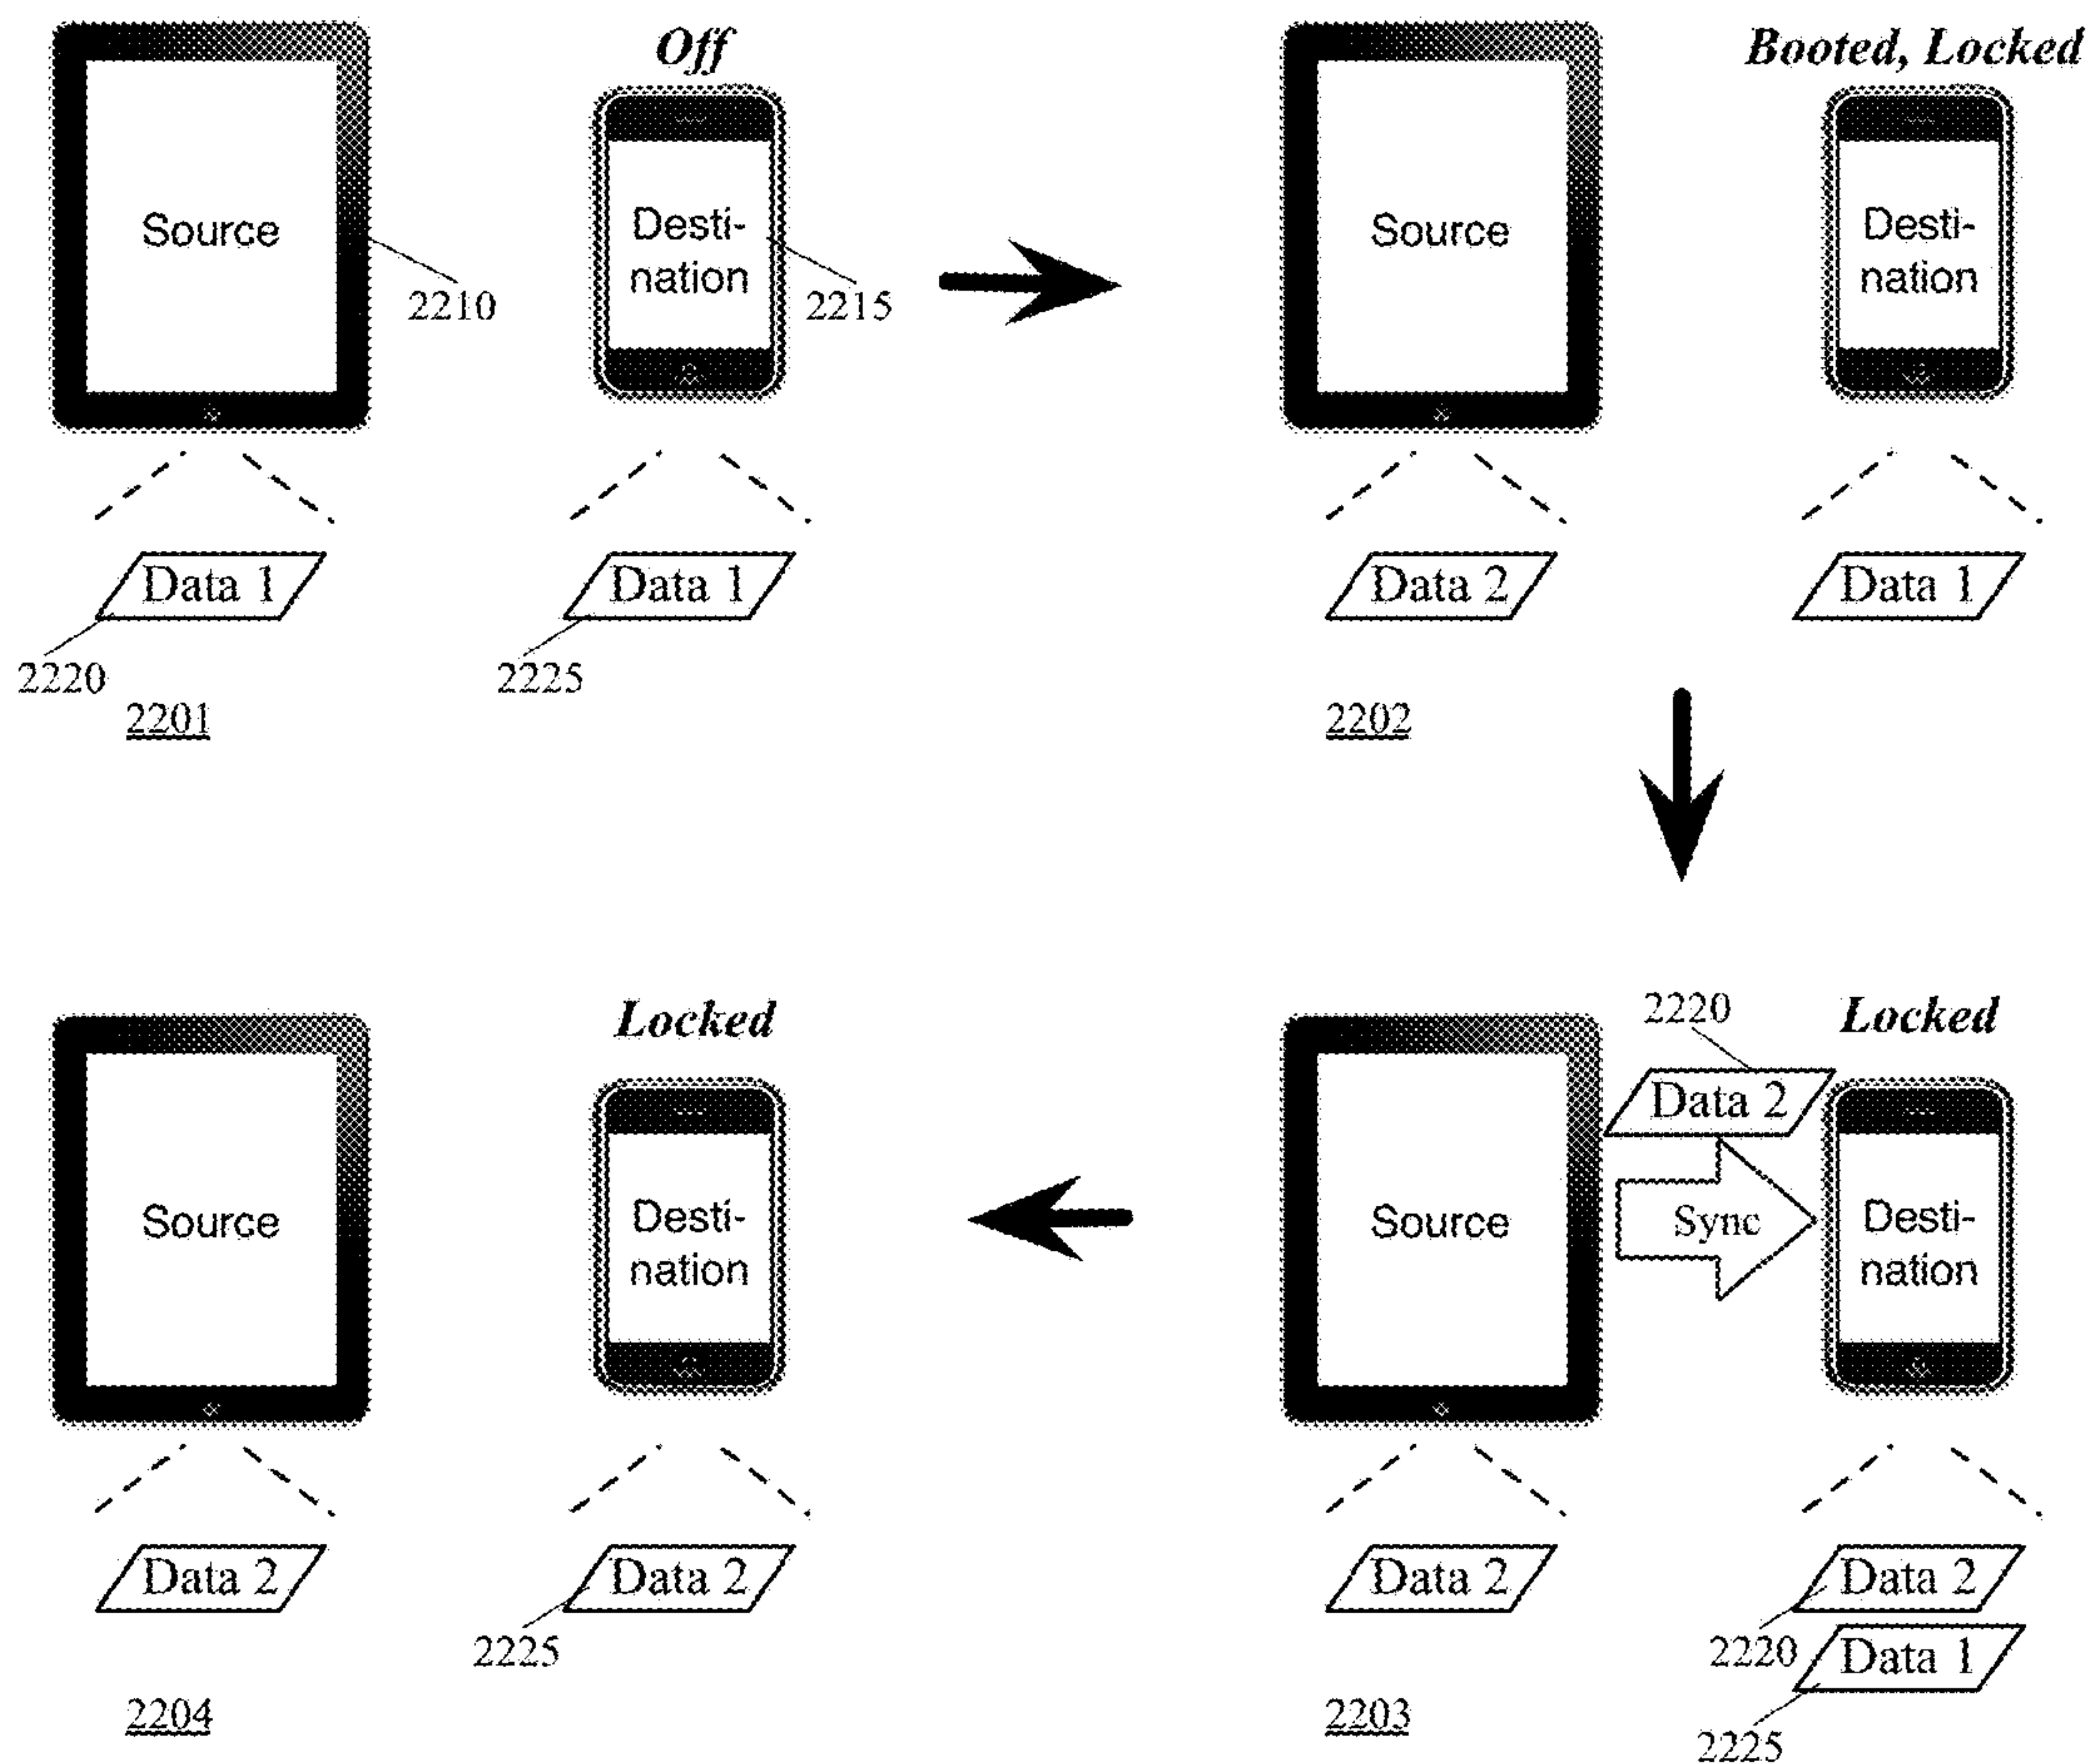 Off
Source
Desti-
nation
2210
2215
Data 1
Data 1
2220
2225
2201
Booted, Locked
Source
Desti-
nation
Data 2
Data 1
2202
Locked
Source
Desti-
nation
Data 2
Data 2
2225
2204
2220
Locked
Data 2
Source
Sync
Desti-
nation
Data 2
Data 2
2220
Data 1
2203
2225